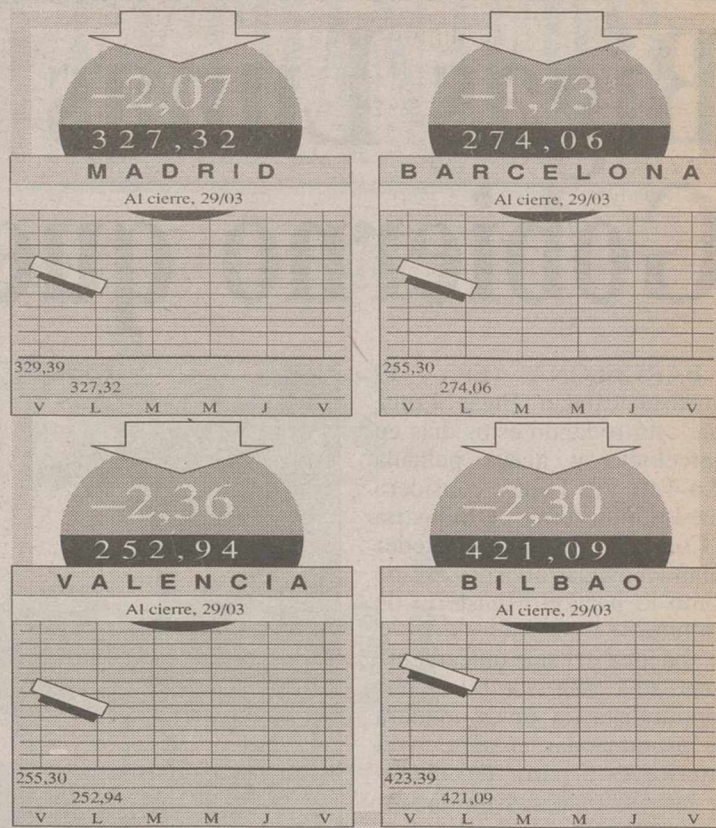 −2,07
327,32
MADRID
Al cierre, 29/03
329,39
327,32
V L M M J V
−1,73
274,06
BARCELONA
Al cierre, 29/03
255,30
274,06
V L M M J V
−2,36
252,94
VALENCIA
Al cierre, 29/03
255,30
252,94
V L M M J V
−2,30
421,09
BILBAO
Al cierre, 29/03
423,39
421,09
V L M M J V